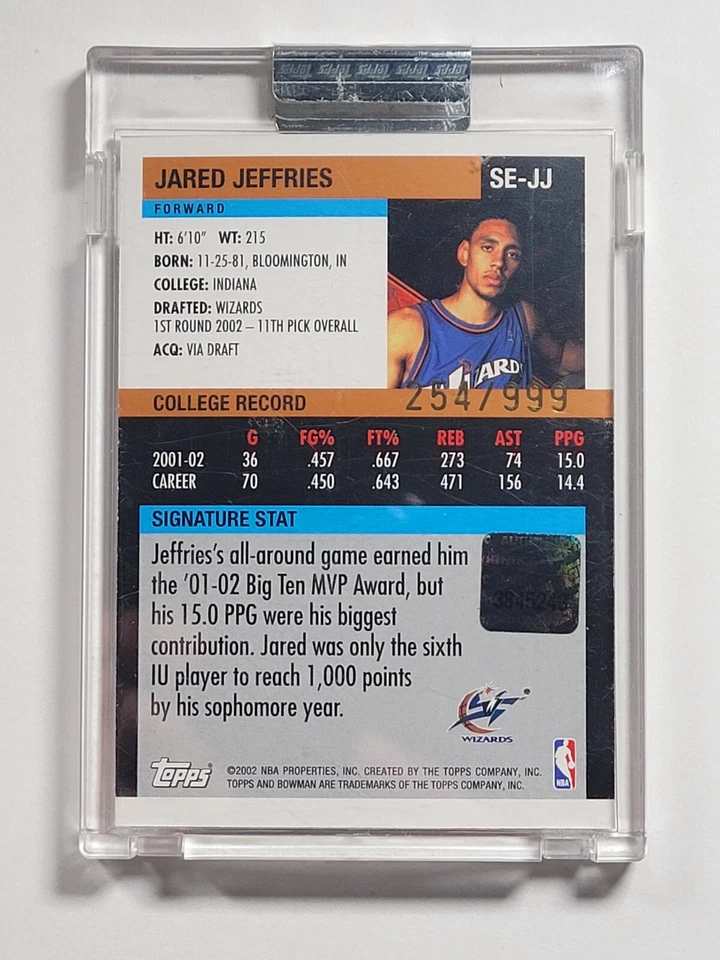 Topps Topps Topps Topps Topps
JARED JEFFRIES SE-JJ
FORWARD
HT: 6'10" WT: 215
BORN: 11-25-81, BLOOMINGTON, IN
COLLEGE: INDIANA
DRAFTED: WIZARDS
1ST ROUND 2002 – 11TH PICK OVERALL
ACQ: VIA DRAFT
254/999
COLLEGE RECORD
G FG% FT% REB AST PPG
2001-02 36 .457 .667 273 74 15.0
CAREER 70 .450 .643 471 156 14.4
SIGNATURE STAT
Jeffries's all-around game earned him
the '01-02 Big Ten MVP Award, but
his 15.0 PPG were his biggest
contribution. Jared was only the sixth
IU player to reach 1,000 points
by his sophomore year.
WIZARDS
Topps
©2002 NBA PROPERTIES, INC. CREATED BY THE TOPPS COMPANY, INC.
TOPPS AND BOWMAN ARE TRADEMARKS OF THE TOPPS COMPANY, INC.
NBA